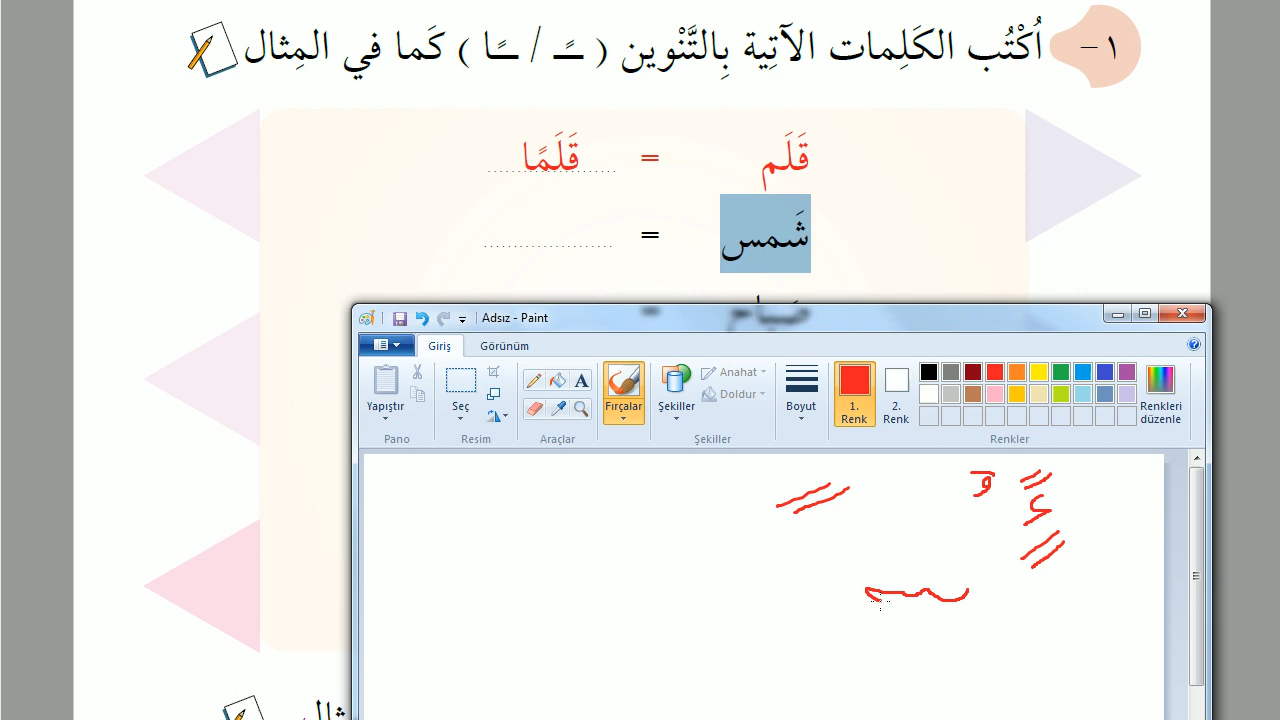 ١- اُكْتُب الكَلِمات الآتِية بِالتَّنْوين ( ـًـ / ـًـا ) كَما في المِثال
قَلَم = قَلَمًا
شَمس = ......................
=
Adsız - Paint
Giriş Görünüm
Yapıştır Seç Fırçalar Şekiller Anahat Doldur Boyut 1. Renk 2. Renk Renkleri düzenle
Pano Resim Araçlar Şekiller Renkler